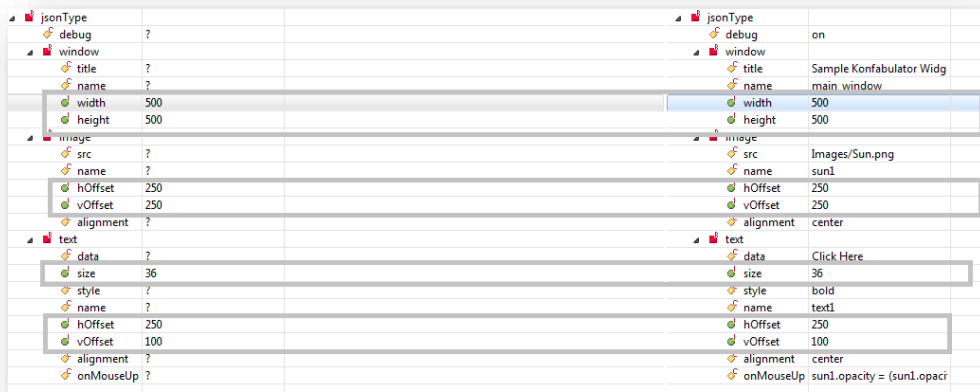 jsonType jsonType
debug ? debug on
window window
title ? title Sample Konfabulator Widg
name ? name main_window
width 500 width 500
height 500 height 500
image image
src ? src Images/Sun.png
name ? name sun1
hOffset 250 hOffset 250
vOffset 250 vOffset 250
alignment ? alignment center
text text
data ? data Click Here
size 36 size 36
style ? style bold
name ? name text1
hOffset 250 hOffset 250
vOffset 100 vOffset 100
alignment ? alignment center
onMouseUp ? onMouseUp sun1.opacity = (sun1.opaci